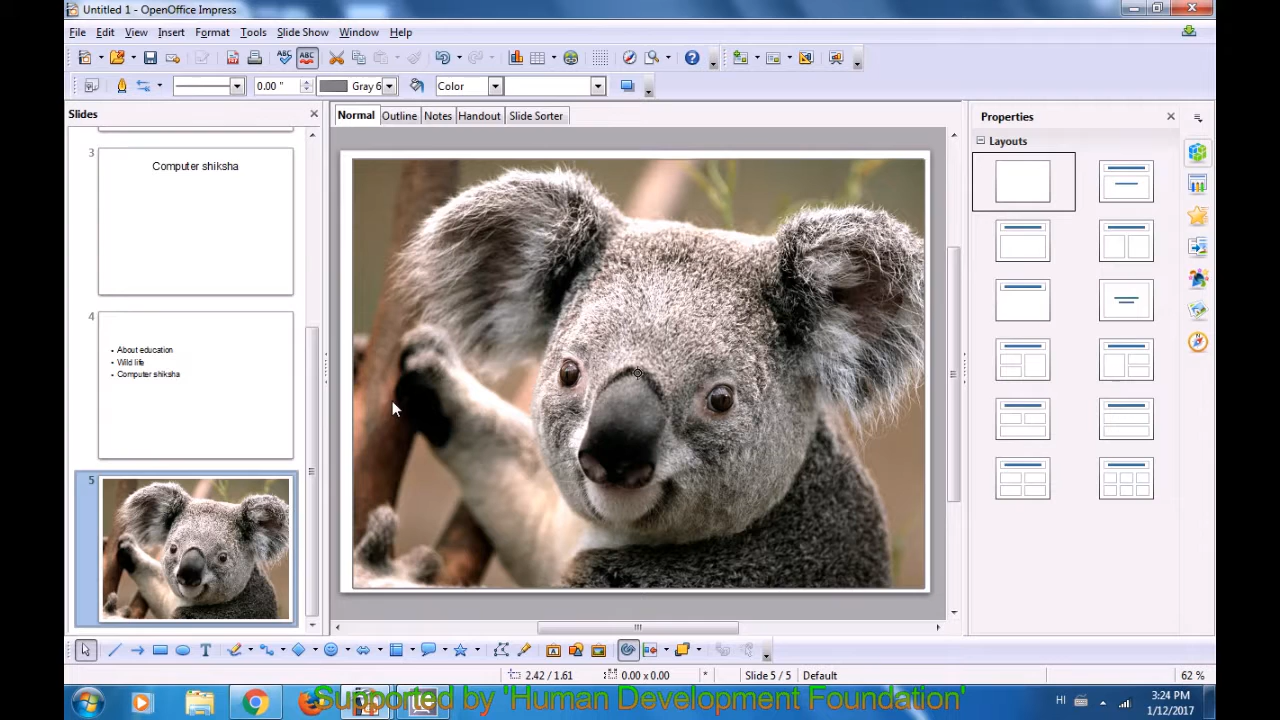 Untitled 1 - OpenOffice Impress
File Edit View Insert Format Tools Slide Show Window Help
0.00 " Gray 6 Color
Slides
Normal Outline Notes Handout Slide Sorter
Properties
Layouts
3
Computer shiksha
4
• About education
• Wild life
• Computer shiksha
5
2.42 / 1.61 0.00 x 0.00 * Slide 5 / 5 Default 62 %
HI 3:24 PM
1/12/2017
Supported by 'Human Development Foundation'